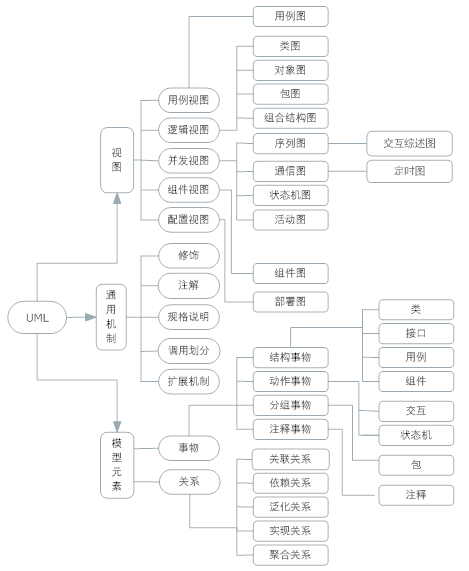 用例图
类图
对象图
包图
组合结构图
序列图
交互综述图
通信图
定时图
状态机图
活动图
组件图
部署图
用例视图
逻辑视图
并发视图
组件视图
配置视图
视图
UML
通用机制
修饰
注解
规格说明
调用划分
扩展机制
模型元素
事物
关系
结构事物
动作事物
分组事物
注释事物
类
接口
用例
组件
交互
状态机
包
注释
关联关系
依赖关系
泛化关系
实现关系
聚合关系